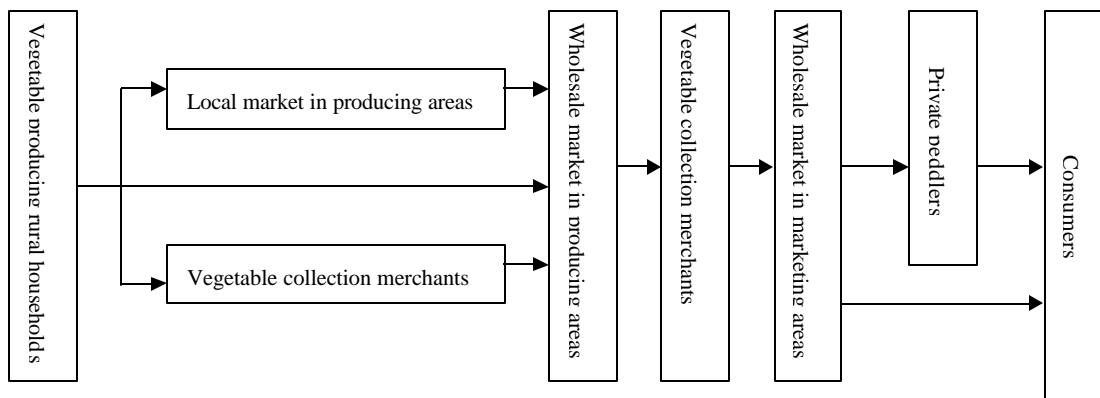 Vegetable producing rural households
Local market in producing areas
Vegetable collection merchants
Wholesale market in producing areas
Vegetable collection merchants
Wholesale market in marketing areas
Private peddlers
Consumers